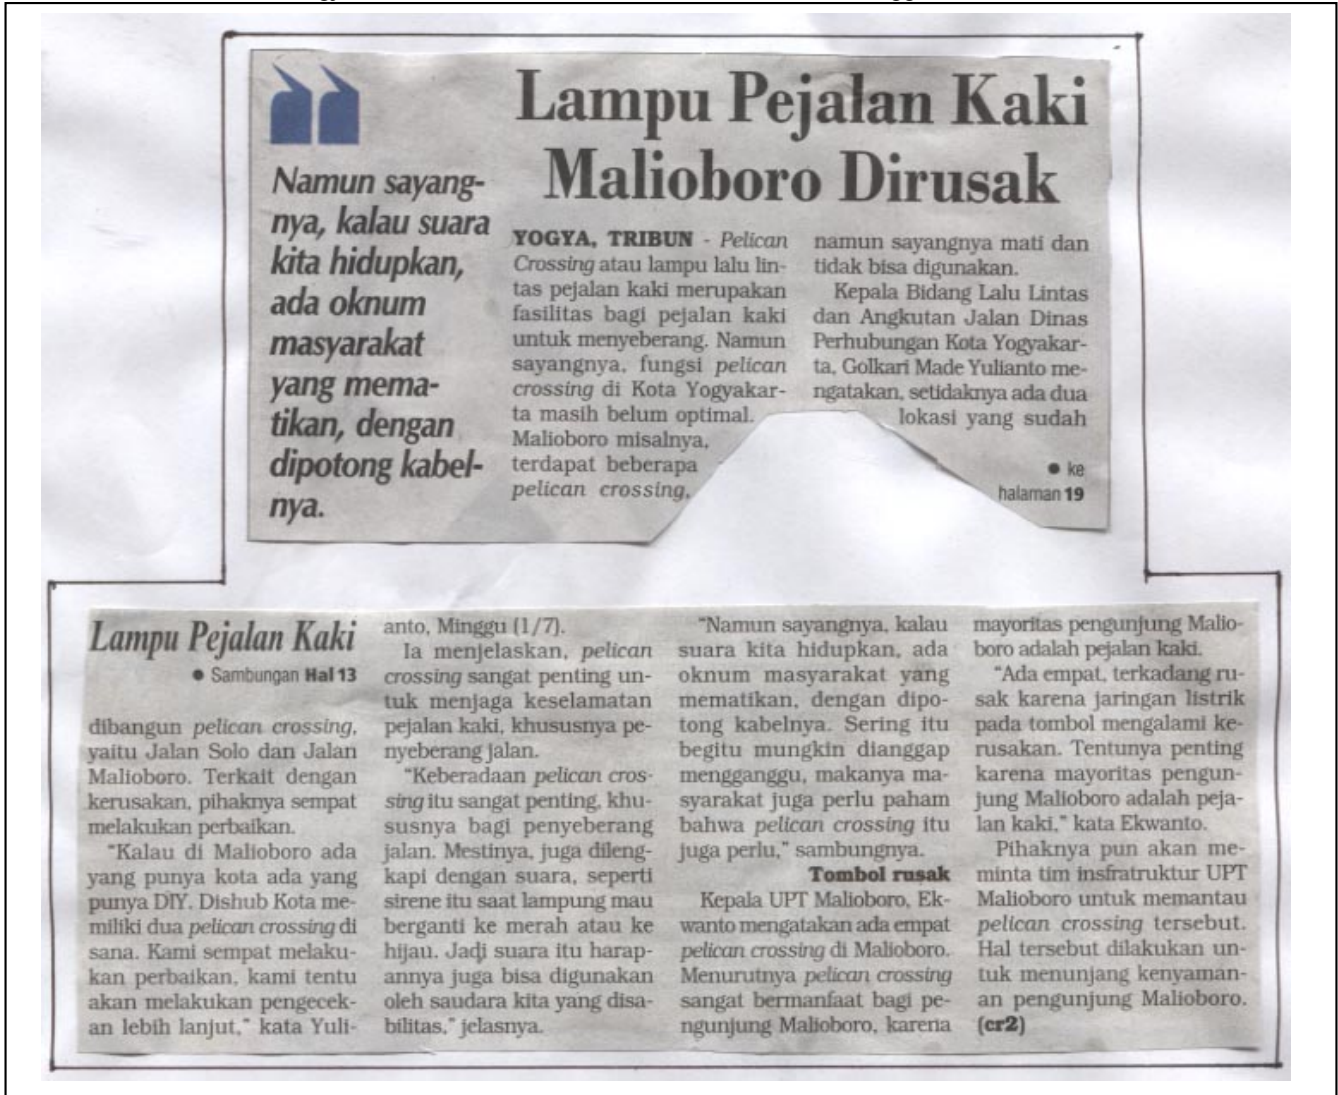 Lampu Pejalan Kaki
Malioboro Dirusak
Namun sayang-
nya, kalau suara
kita hidupkan,
ada oknum
masyarakat
yang mema-
tikan, dengan
dipotong kabel-
nya.
YOGYA, TRIBUN - Pelican
Crossing atau lampu lalu lin-
tas pejalan kaki merupakan
fasilitas bagi pejalan kaki
untuk menyeberang. Namun
sayangnya, fungsi pelican
crossing di Kota Yogyakar-
ta masih belum optimal.
Malioboro misalnya,
terdapat beberapa
pelican crossing,
namun sayangnya mati dan
tidak bisa digunakan.
Kepala Bidang Lalu Lintas
dan Angkutan Jalan Dinas
Perhubungan Kota Yogyakar-
ta, Golkari Made Yulianto me-
ngatakan, setidaknya ada dua
lokasi yang sudah
● ke
halaman 19
Lampu Pejalan Kaki
● Sambungan Hal 13
dibangun pelican crossing,
yaitu Jalan Solo dan Jalan
Malioboro. Terkait dengan
kerusakan, pihaknya sempat
melakukan perbaikan.
"Kalau di Malioboro ada
yang punya kota ada yang
punya DIY. Dishub Kota me-
miliki dua pelican crossing di
sana. Kami sempat melaku-
kan perbaikan, kami tentu
akan melakukan pengecek-
an lebih lanjut," kata Yuli-
anto, Minggu (1/7).
Ia menjelaskan, pelican
crossing sangat penting un-
tuk menjaga keselamatan
pejalan kaki, khususnya pe-
nyeberang jalan.
"Keberadaan pelican cros-
sing itu sangat penting, khu-
susnya bagi penyeberang
jalan. Mestinya, juga dileng-
kapi dengan suara, seperti
sirene itu saat lampung mau
berganti ke merah atau ke
hijau. Jadi suara itu harap-
annya juga bisa digunakan
oleh saudara kita yang disa-
bilitas," jelasnya.
"Namun sayangnya, kalau
suara kita hidupkan, ada
oknum masyarakat yang
mematikan, dengan dipo-
tong kabelnya. Sering itu
begitu mungkin dianggap
mengganggu, makanya ma-
syarakat juga perlu paham
bahwa pelican crossing itu
juga perlu," sambungnya.
Tombol rusak
Kepala UPT Malioboro, Ek-
wanto mengatakan ada empat
pelican crossing di Malioboro.
Menurutnya pelican crossing
sangat bermanfaat bagi pe-
ngunjung Malioboro, karena
mayoritas pengunjung Malio-
boro adalah pejalan kaki.
"Ada empat, terkadang ru-
sak karena jaringan listrik
pada tombol mengalami ke-
rusakan. Tentunya penting
karena mayoritas pengun-
jung Malioboro adalah peja-
lan kaki," kata Ekwanto.
Pihaknya pun akan me-
minta tim insfratruktur UPT
Malioboro untuk memantau
pelican crossing tersebut.
Hal tersebut dilakukan un-
tuk menunjang kenyaman-
an pengunjung Malioboro.
(cr2)